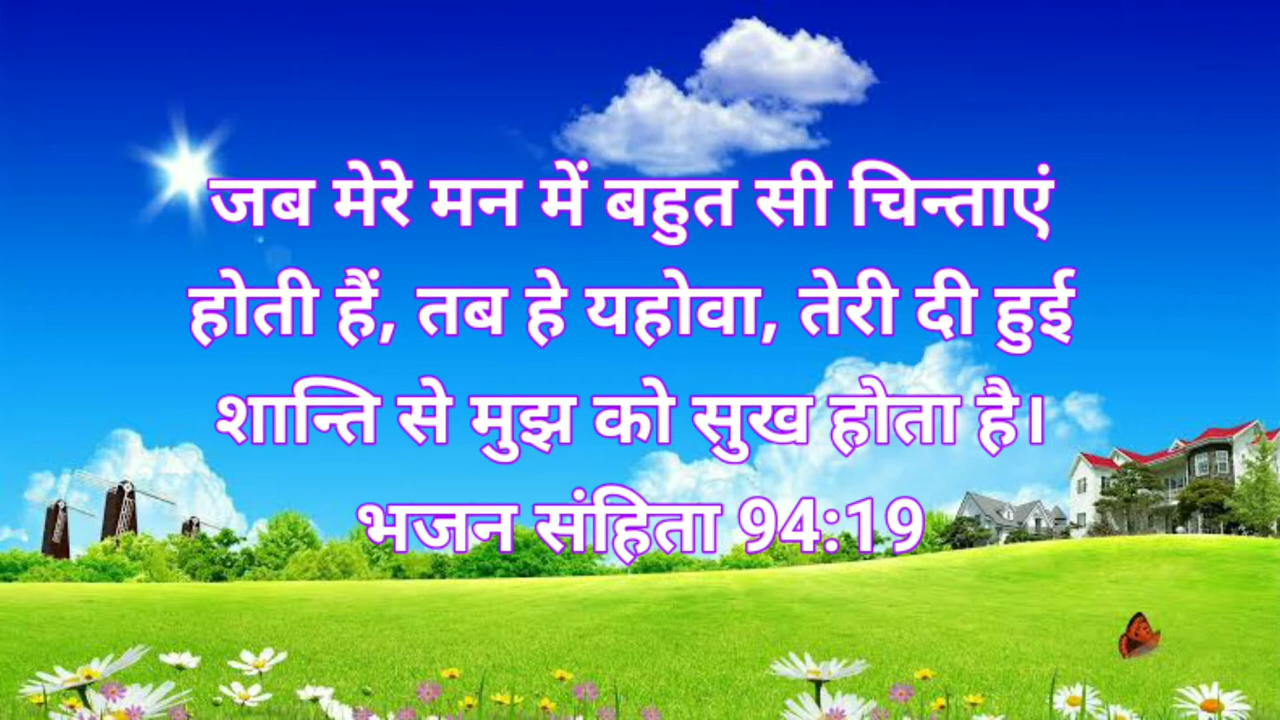 जब मेरे मन में बहुत सी चिन्ताएं
होती हैं, तब हे यहोवा, तेरी दी हुई
शान्ति से मुझ को सुख होता है।
भजन संहिता 94:19